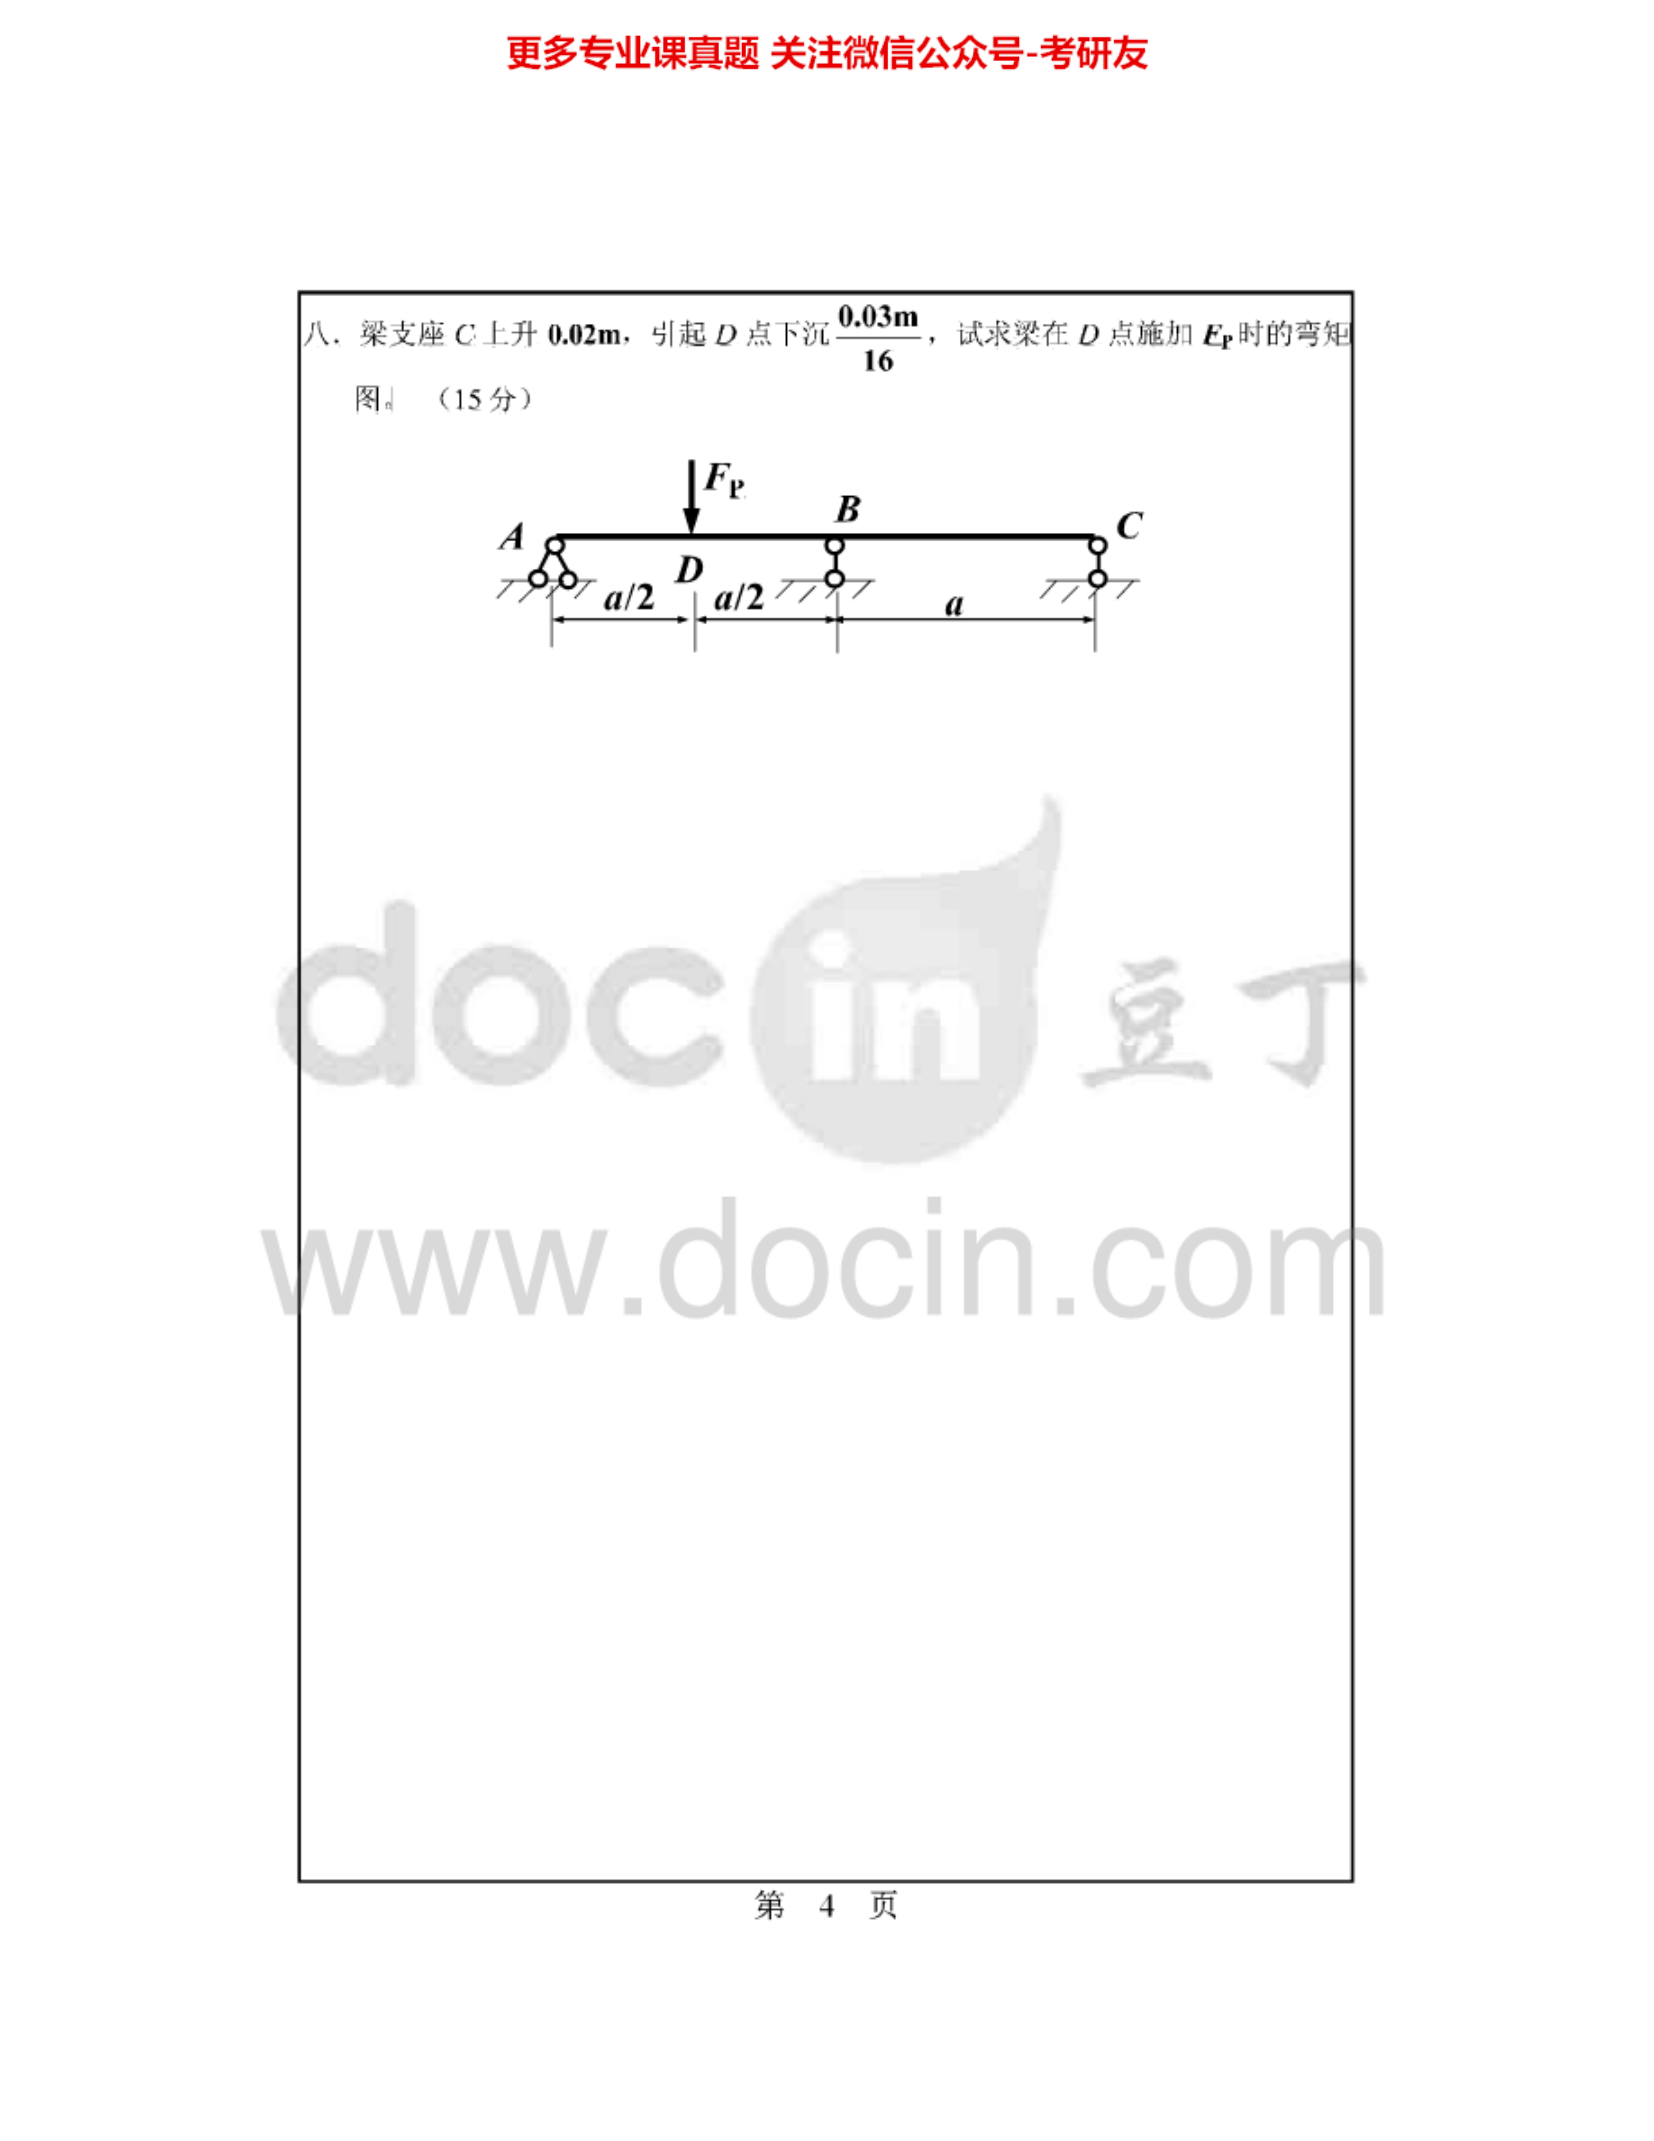 更多专业课真题 关注微信公众号-考研友
八. 梁支座 C 上升 0.02m, 引起 D 点下沉 0.03m/16, 试求梁在 D 点施加 FP 时的弯矩
图。 (15 分)
FP
A
B
C
D
a/2
a/2
a
docin 豆丁
www.docin.com
第 4 页